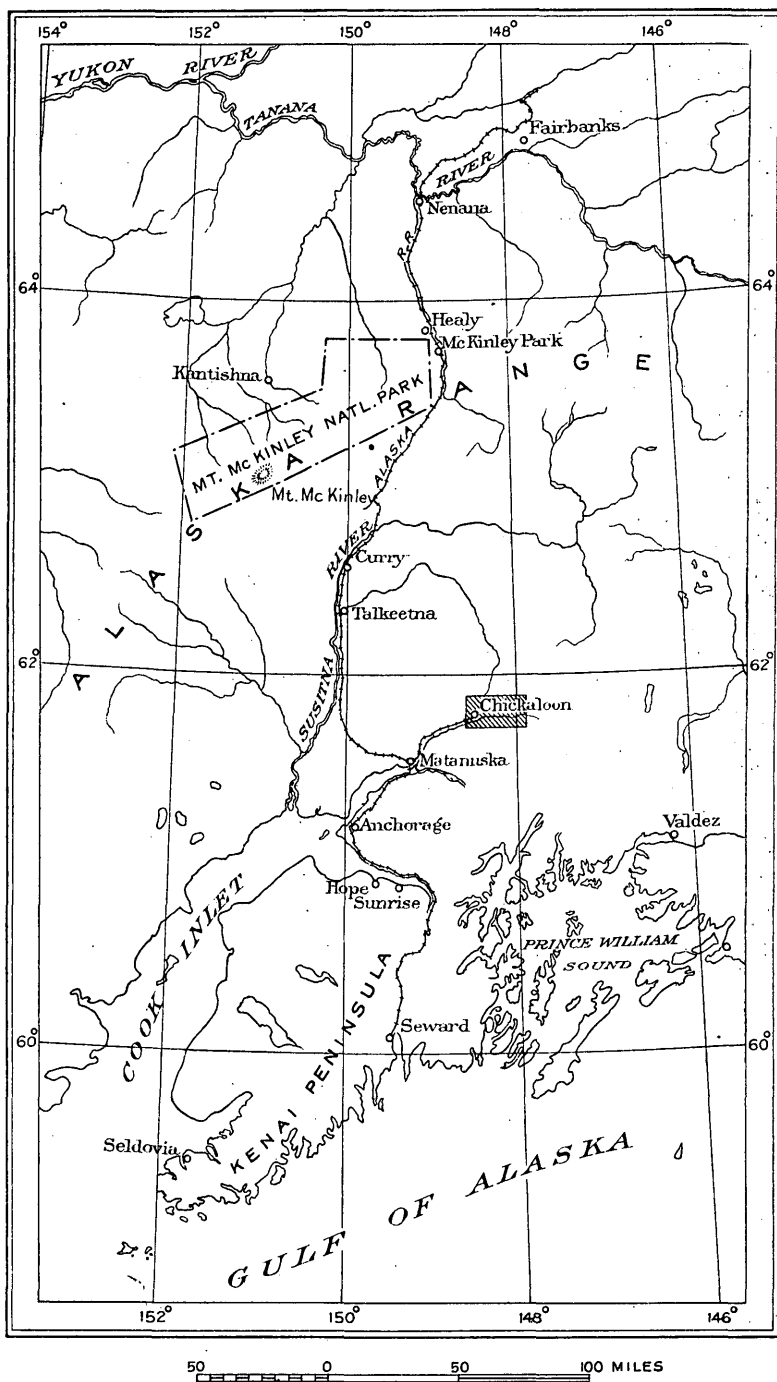 154° 152° 150° 148° 146°
YUKON RIVER
TANANA
Fairbanks
RIVER
Nenana
R.R.
64° 64°
Healy
McKinley Park
Kantishna
MT. McKINLEY NATL. PARK
ALASKA RANGE
Mt. McKinley
ALASKA
RIVER
Curry
Talkeetna
62° 62°
SUSITNA
Chickaloon
Matanuska
Anchorage
Valdez
Hope
Sunrise
COOK INLET
PRINCE WILLIAM
SOUND
KENAI PENINSULA
Seward
60° 60°
Seldovia
GULF OF ALASKA
152° 150° 148° 146°
50 0 50 100 MILES